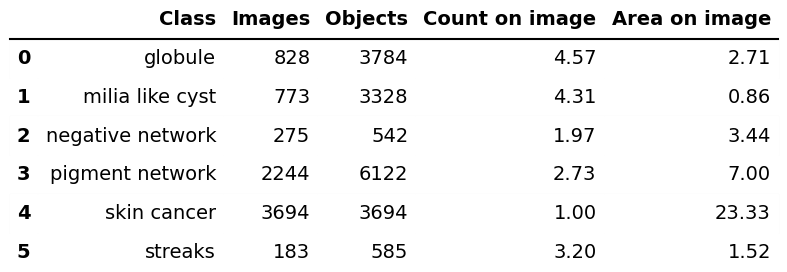 Class Images Objects Count on image Area on image
0 globule 828 3784 4.57 2.71
1 milia like cyst 773 3328 4.31 0.86
2 negative network 275 542 1.97 3.44
3 pigment network 2244 6122 2.73 7.00
4 skin cancer 3694 3694 1.00 23.33
5 streaks 183 585 3.20 1.52